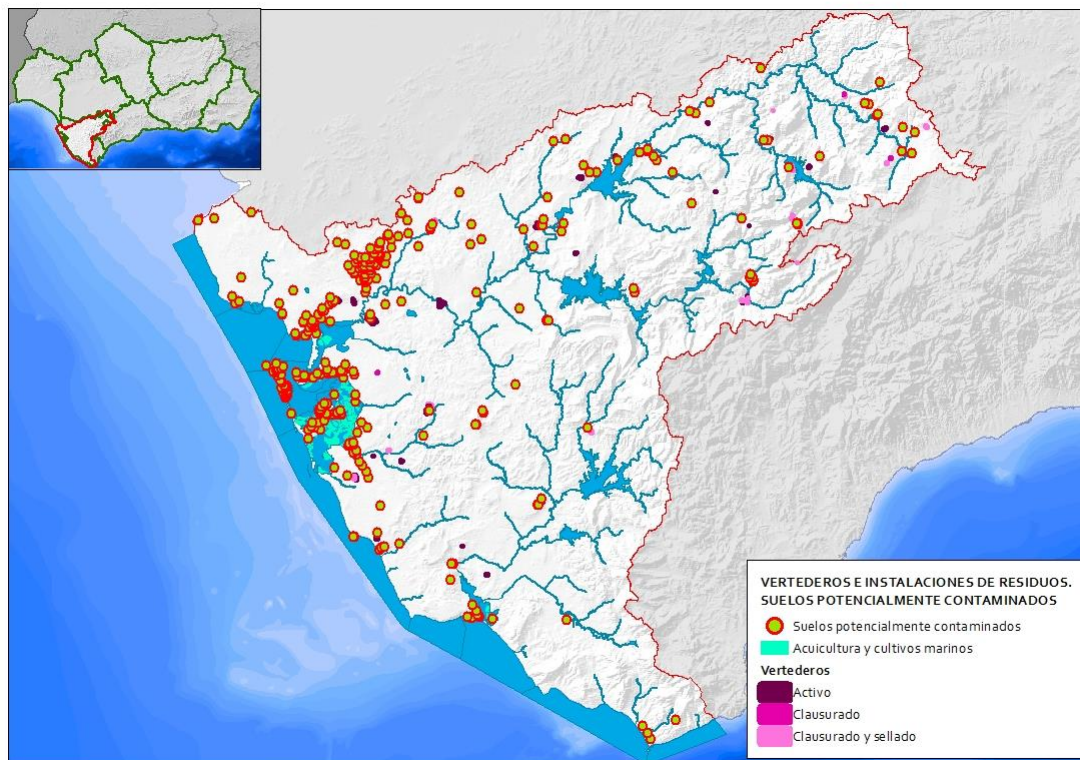 VERTEDEROS E INSTALACIONES DE RESIDUOS.
SUELOS POTENCIALMENTE CONTAMINADOS
Suelos potencialmente contaminados
Acuicultura y cultivos marinos
Vertederos
Activo
Clausurado
Clausurado y sellado